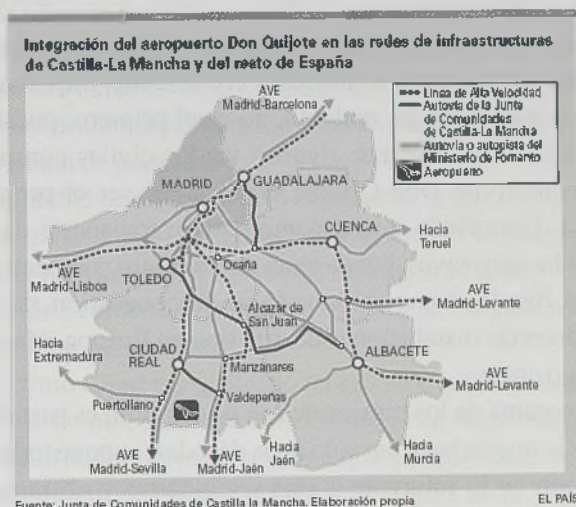 Integración del aeropuerto Don Quijote en las redes de infraestructuras
de Castilla-La Mancha y del resto de España
AVE
Madrid-Barcelona
Linea de Alta Velocidad
Autovía de la Junta
de Comunidades
de Castilla-La Mancha
Autovía o autopista del
Ministerio de Fomento
Aeropuerto
MADRID
GUADALAJARA
CUENCA
Hacia
Teruel
AVE
Madrid-Lisboa
TOLEDO
Ocaña
AVE
Madrid-Levante
Alcazar de
San Juan
Hacia
Extremadura
CIUDAD
REAL
Manzanares
ALBACETE
AVE
Madrid-Levante
Puertollano
Valdepeñas
AVE
Madrid-Sevilla
AVE
Madrid-Jaén
Hacia
Jaén
Hacia
Murcia
Fuente: Junta de Comunidades de Castilla la Mancha. Elaboración propia
EL PAÍS